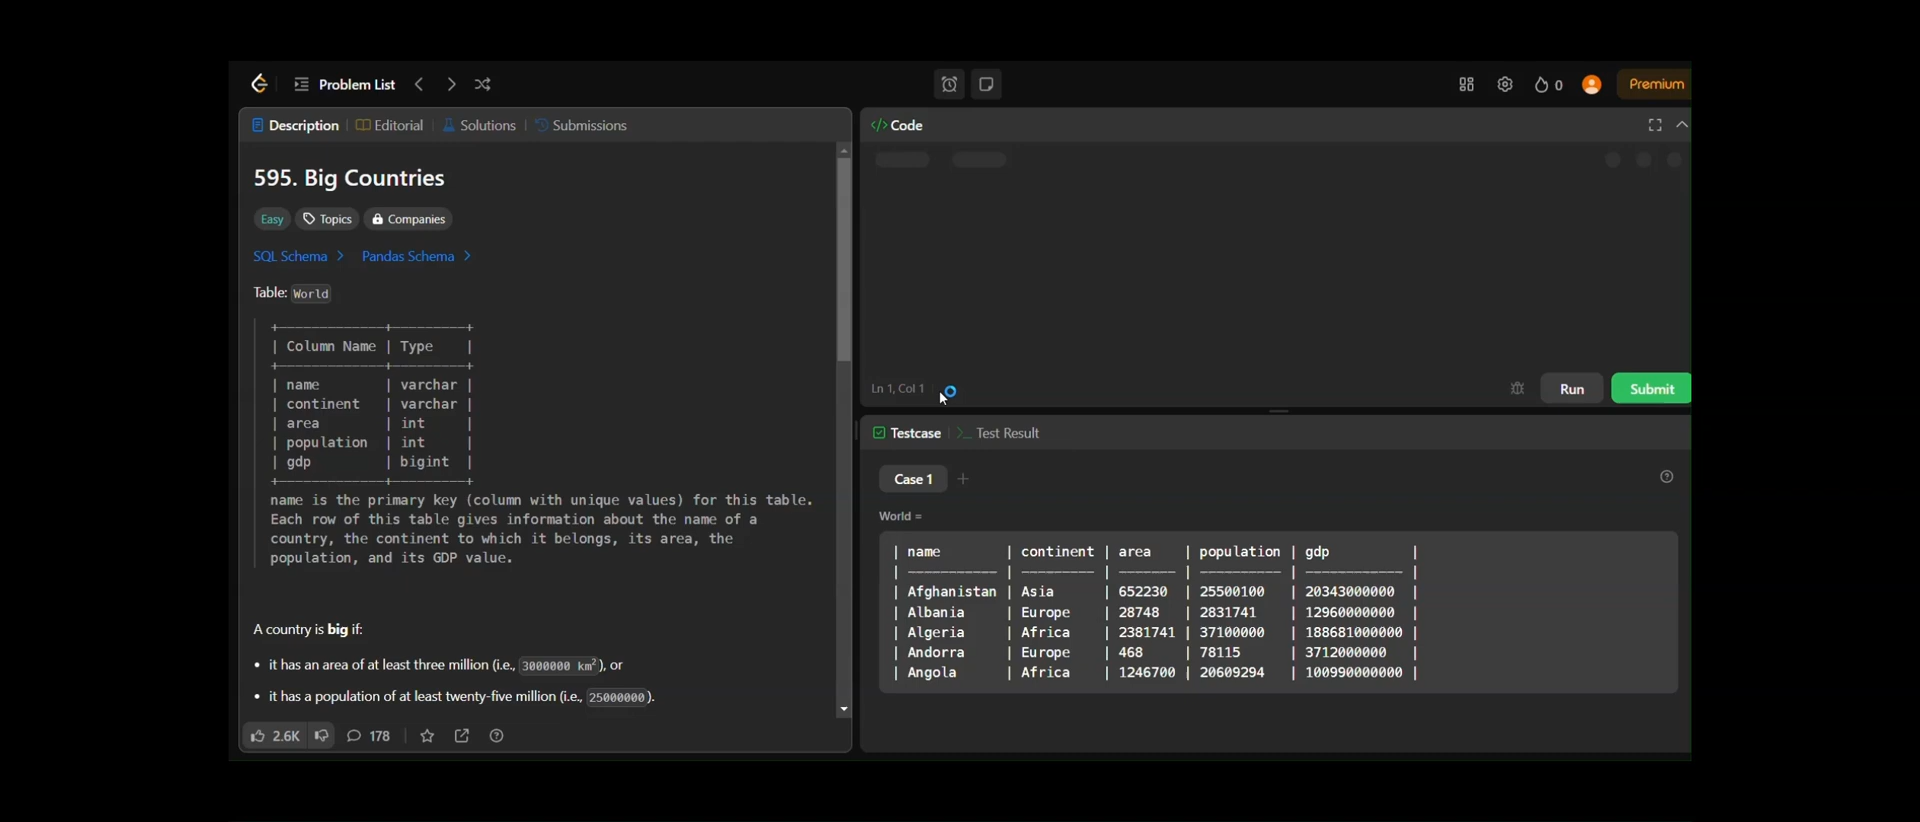 Problem List
0
Premium
Description
Editorial
Solutions
Submissions
595. Big Countries
Easy
Topics
Companies
SQL Schema >
Pandas Schema >
Table: World
+-------------+---------+
| Column Name | Type    |
+-------------+---------+
| name        | varchar |
| continent   | varchar |
| area        | int     |
| population  | int     |
| gdp         | bigint  |
+-------------+---------+
name is the primary key (column with unique values) for this table.
Each row of this table gives information about the name of a
country, the continent to which it belongs, its area, the
population, and its GDP value.
A country is big if:
• it has an area of at least three million (i.e., 3000000 km²), or
• it has a population of at least twenty-five million (i.e., 25000000).
2.6K
178
</> Code
Ln 1, Col 1
Run
Submit
Testcase
>_ Test Result
Case 1
+
World =
| name        | continent | area    | population | gdp          |
| ----------- | --------- | ------- | ---------- | ------------ |
| Afghanistan | Asia      | 652230  | 25500100   | 20343000000  |
| Albania     | Europe    | 28748   | 2831741    | 12960000000  |
| Algeria     | Africa    | 2381741 | 37100000   | 188681000000 |
| Andorra     | Europe    | 468     | 78115      | 3712000000   |
| Angola      | Africa    | 1246700 | 20609294   | 100990000000 |